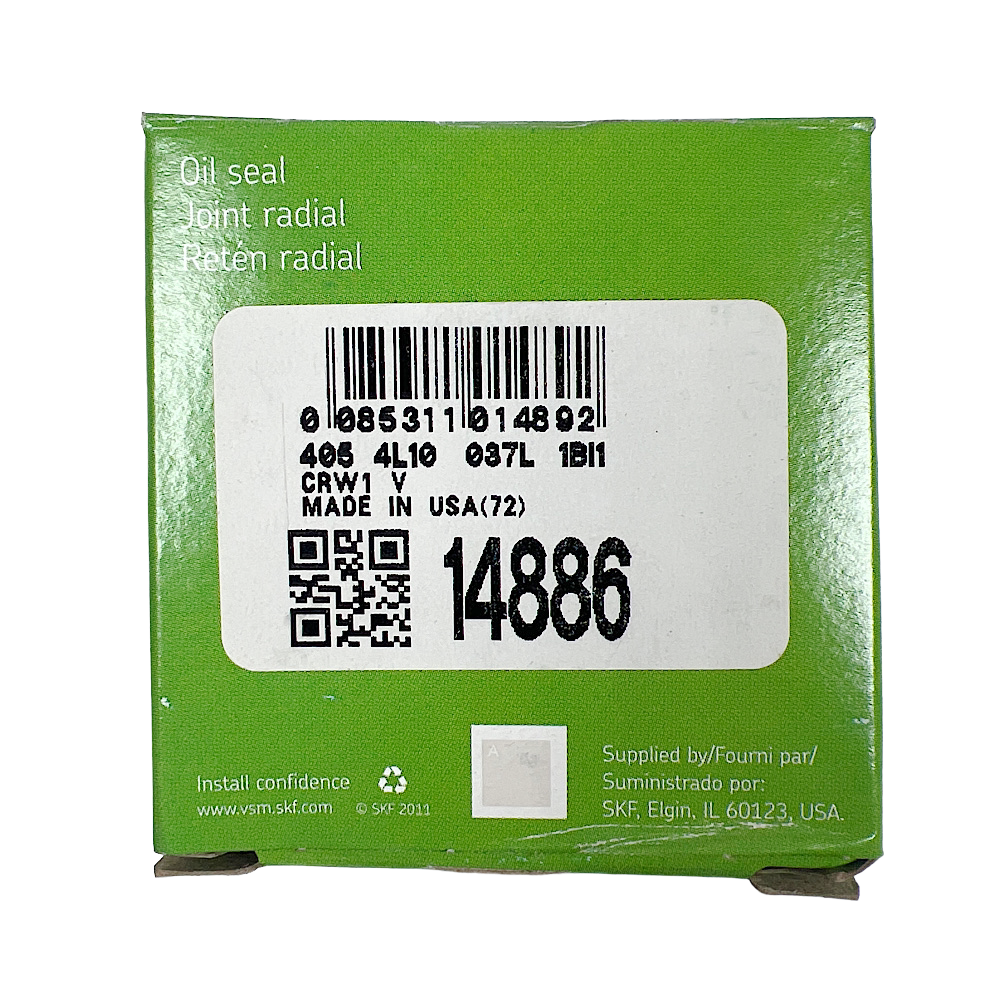 Oil seal
Joint radial
Retén radial
0 085311 014892
405 4L10 037L 1BI1
CRW1 V
MADE IN USA(72)
14886
A
Install confidence
www.vsm.skf.com © SKF 2011
Supplied by/Fourni par/
Suministrado por:
SKF, Elgin, IL 60123, USA.